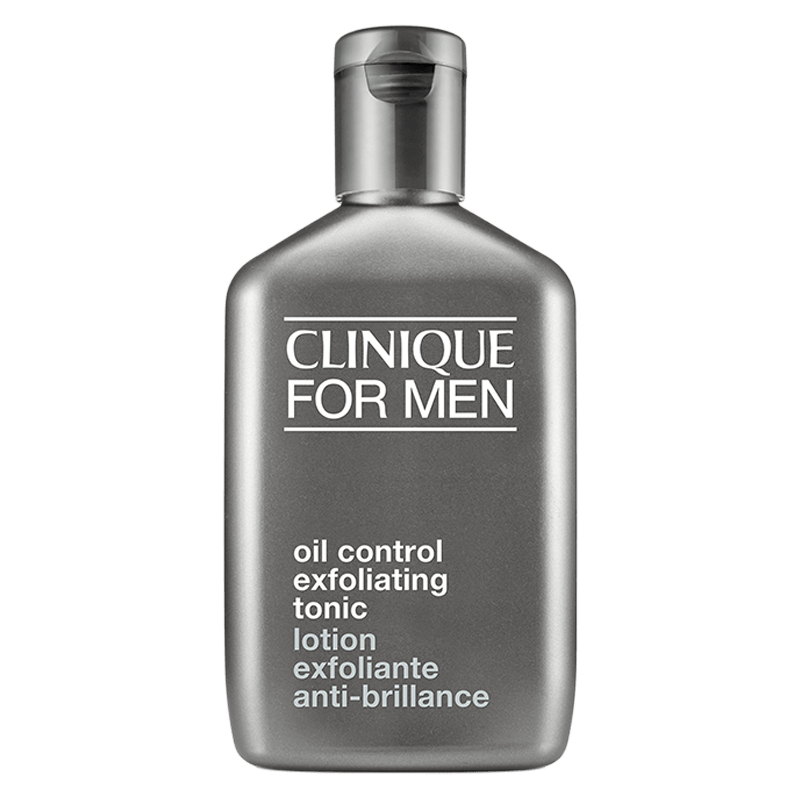 CLINIQUE
FOR MEN
oil control
exfoliating
tonic
lotion
exfoliante
anti-brillance